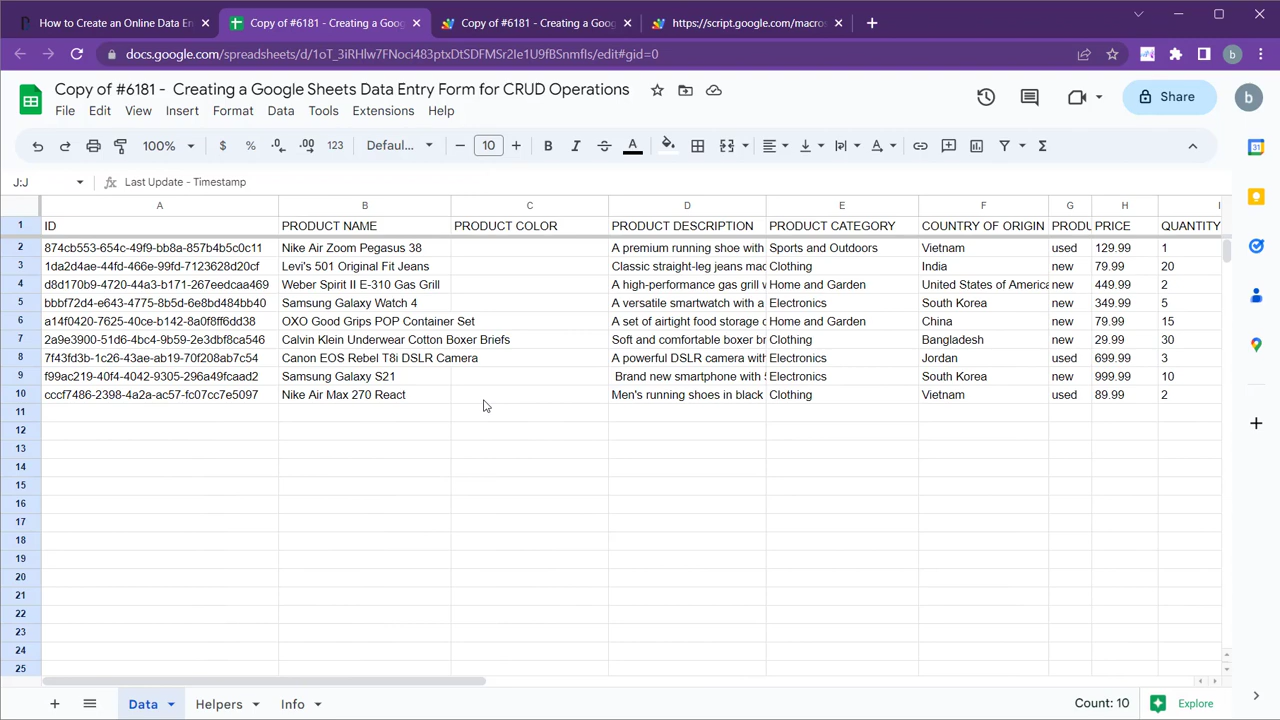 How to Create an Online Data En
Copy of #6181 - Creating a Goog
Copy of #6181 - Creating a Goog
https://script.google.com/macros
docs.google.com/spreadsheets/d/1oT_3iRHlw7FNoci483ptxDtSDFMSr2Ie1U9fBSnmfIs/edit#gid=0
b
Copy of #6181 - Creating a Google Sheets Data Entry Form for CRUD Operations
Share
b
File Edit View Insert Format Data Tools Extensions Help
100% $ % .0 .00 123 Defaul... 10 B I S A
31
J:J
fx Last Update - Timestamp
A B C D E F G H I
1 ID PRODUCT NAME PRODUCT COLOR PRODUCT DESCRIPTION PRODUCT CATEGORY COUNTRY OF ORIGIN PRODU PRICE QUANTITY
2 874cb553-654c-49f9-bb8a-857b4b5c0c11 Nike Air Zoom Pegasus 38 A premium running shoe with Sports and Outdoors Vietnam used 129.99 1
3 1da2d4ae-44fd-466e-99fd-7123628d20cf Levi's 501 Original Fit Jeans Classic straight-leg jeans mad Clothing India new 79.99 20
4 d8d170b9-4720-44a3-b171-267eedcaa469 Weber Spirit II E-310 Gas Grill A high-performance gas grill w Home and Garden United States of America new 449.99 2
5 bbbf72d4-e643-4775-8b5d-6e8bd484bb40 Samsung Galaxy Watch 4 A versatile smartwatch with a Electronics South Korea new 349.99 5
6 a14f0420-7625-40ce-b142-8a0f8ff6dd38 OXO Good Grips POP Container Set A set of airtight food storage c Home and Garden China new 79.99 15
7 2a9e3900-51d6-4bc4-9b59-2e3dbf8ca546 Calvin Klein Underwear Cotton Boxer Briefs Soft and comfortable boxer br Clothing Bangladesh new 29.99 30
8 7f43fd3b-1c26-43ae-ab19-70f208ab7c54 Canon EOS Rebel T8i DSLR Camera A powerful DSLR camera with Electronics Jordan used 699.99 3
9 f99ac219-40f4-4042-9305-296a49fcaad2 Samsung Galaxy S21 Brand new smartphone with 5 Electronics South Korea new 999.99 10
10 cccf7486-2398-4a2a-ac57-fc07cc7e5097 Nike Air Max 270 React Men's running shoes in black Clothing Vietnam used 89.99 2
11
12
13
14
15
16
17
18
19
20
21
22
23
24
25
Data Helpers Info
Count: 10
Explore